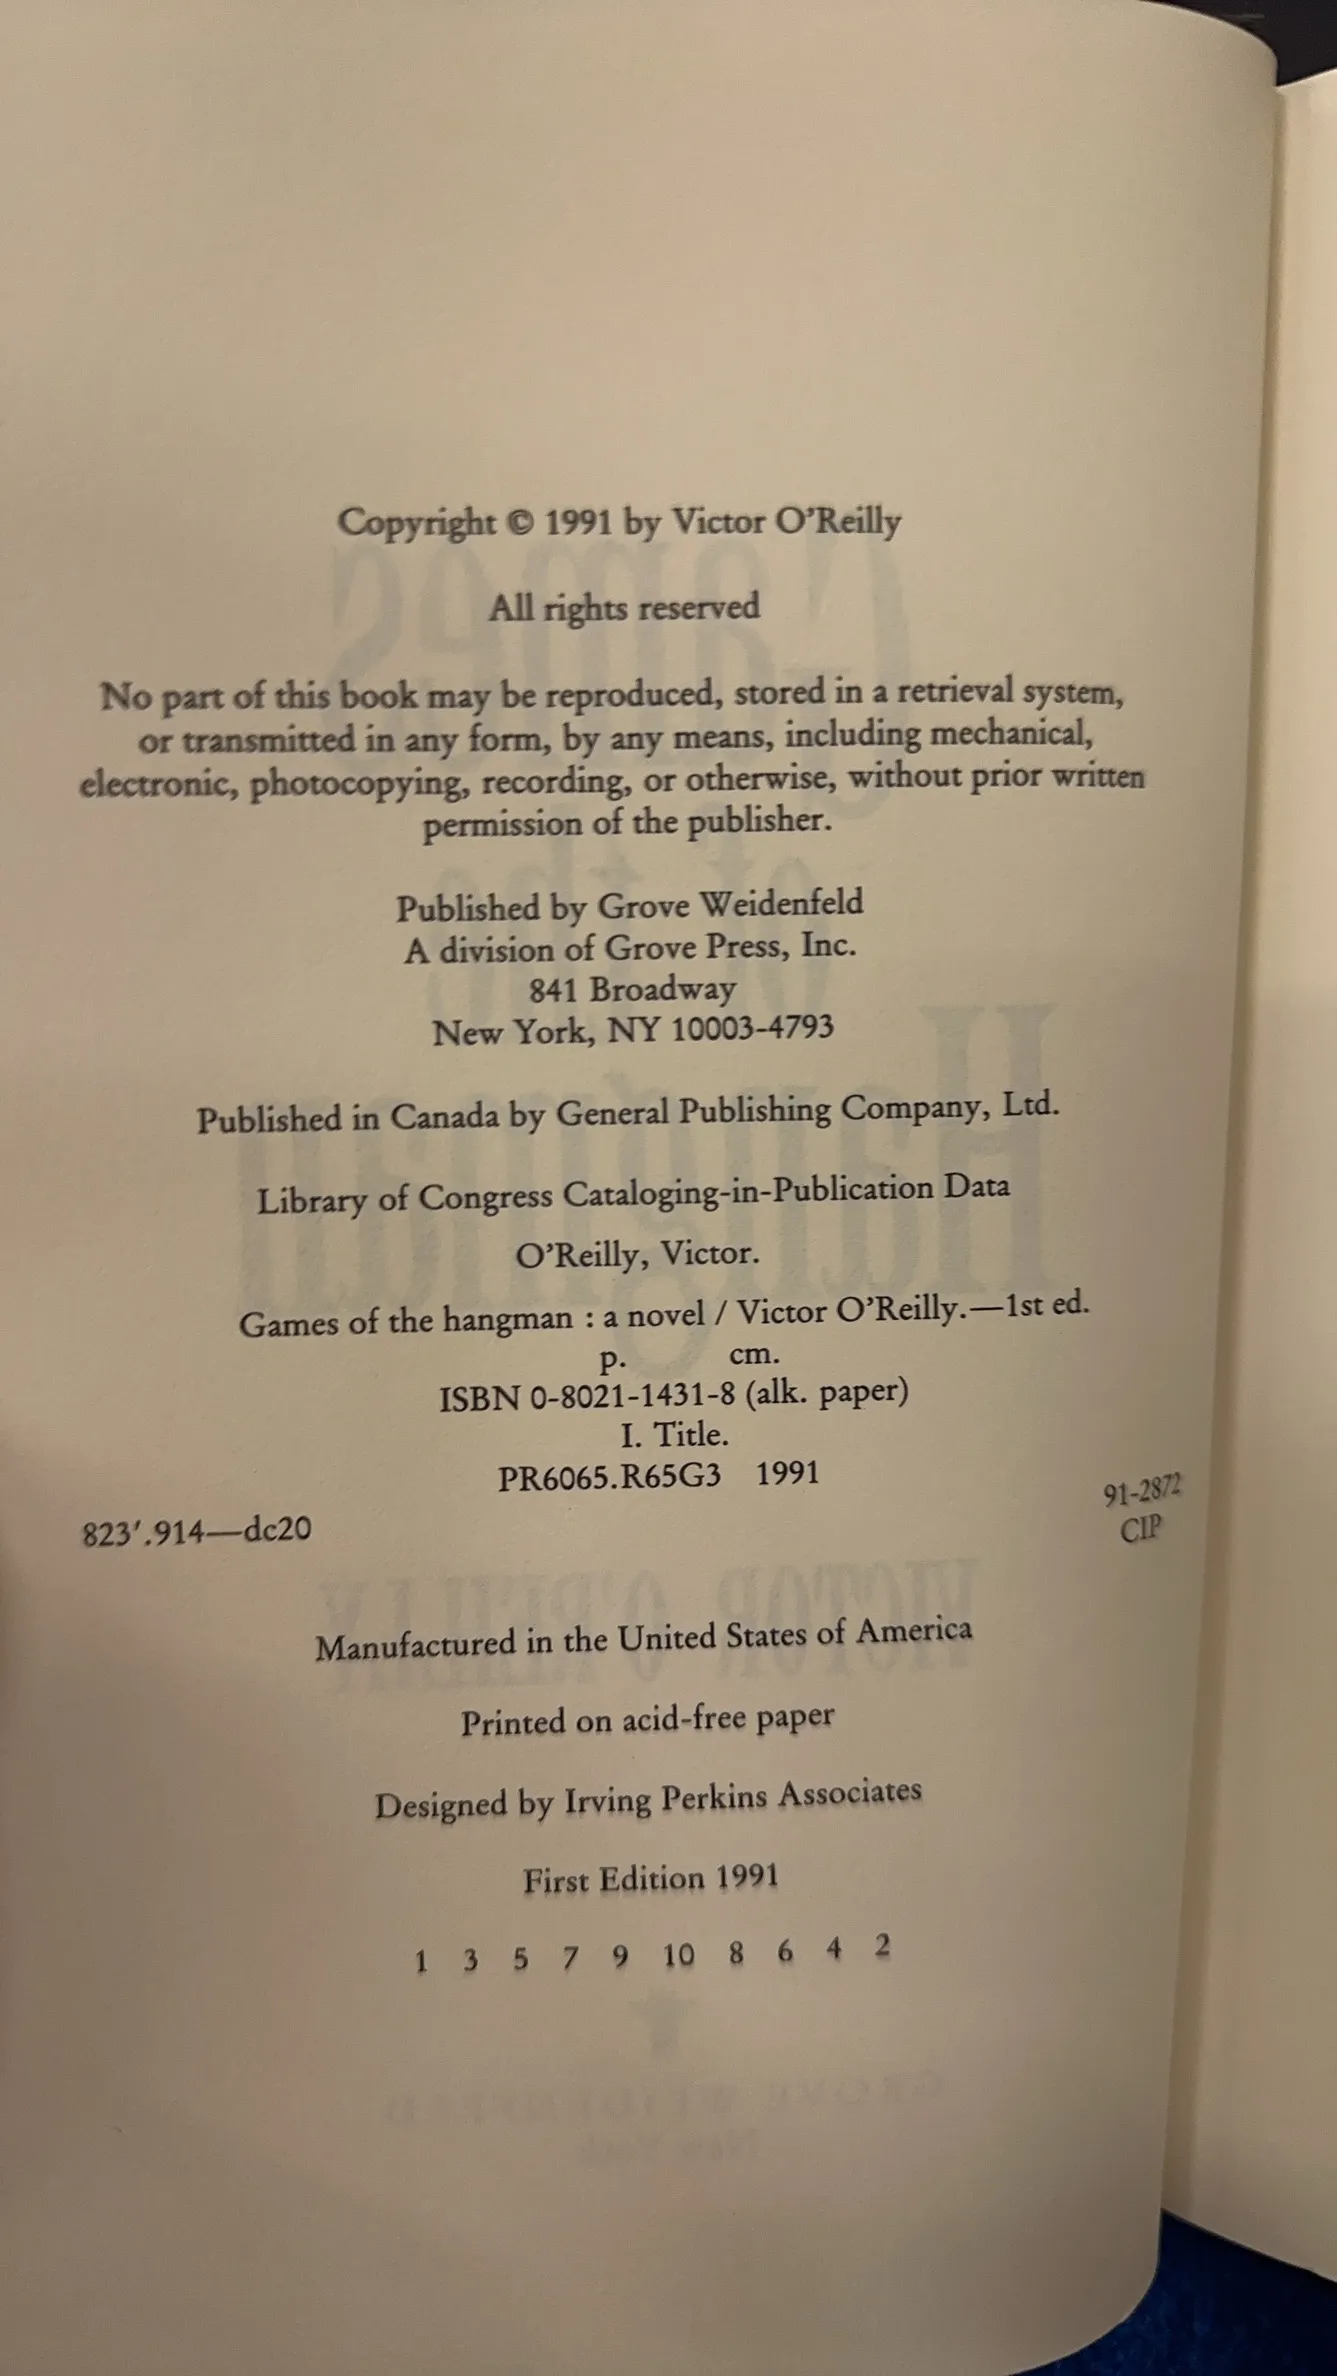 Copyright © 1991 by Victor O'Reilly
All rights reserved
No part of this book may be reproduced, stored in a retrieval system,
or transmitted in any form, by any means, including mechanical,
electronic, photocopying, recording, or otherwise, without prior written
permission of the publisher.
Published by Grove Weidenfeld
A division of Grove Press, Inc.
841 Broadway
New York, NY 10003-4793
Published in Canada by General Publishing Company, Ltd.
Library of Congress Cataloging-in-Publication Data
O'Reilly, Victor.
Games of the hangman : a novel / Victor O'Reilly.—1st ed.
p. cm.
ISBN 0-8021-1431-8 (alk. paper)
I. Title.
PR6065.R65G3 1991
823'.914—dc20 91-2872
CIP
Manufactured in the United States of America
Printed on acid-free paper
Designed by Irving Perkins Associates
First Edition 1991
1 3 5 7 9 10 8 6 4 2